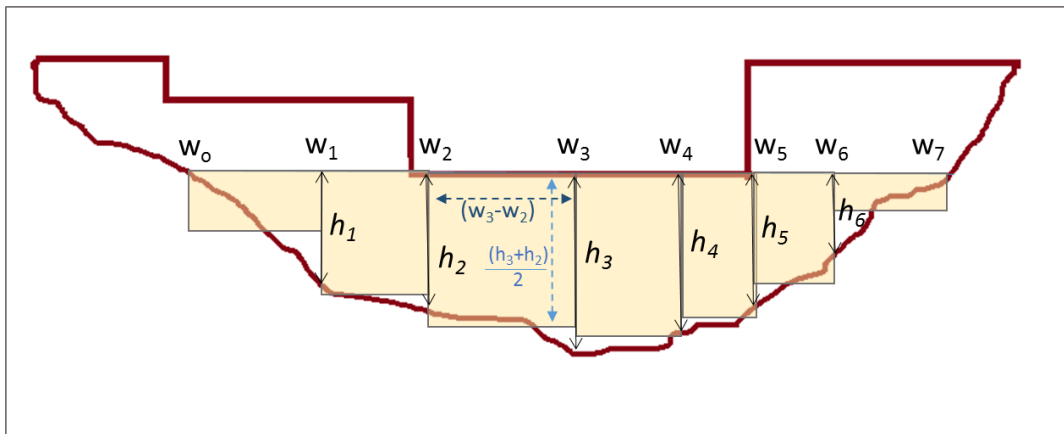 wₒ w₁ w₂ w₃ w₄ w₅ w₆ w₇
(w₃-w₂)
h₁ h₂ (h₃+h₂)/2 h₃ h₄ h₅ h₆